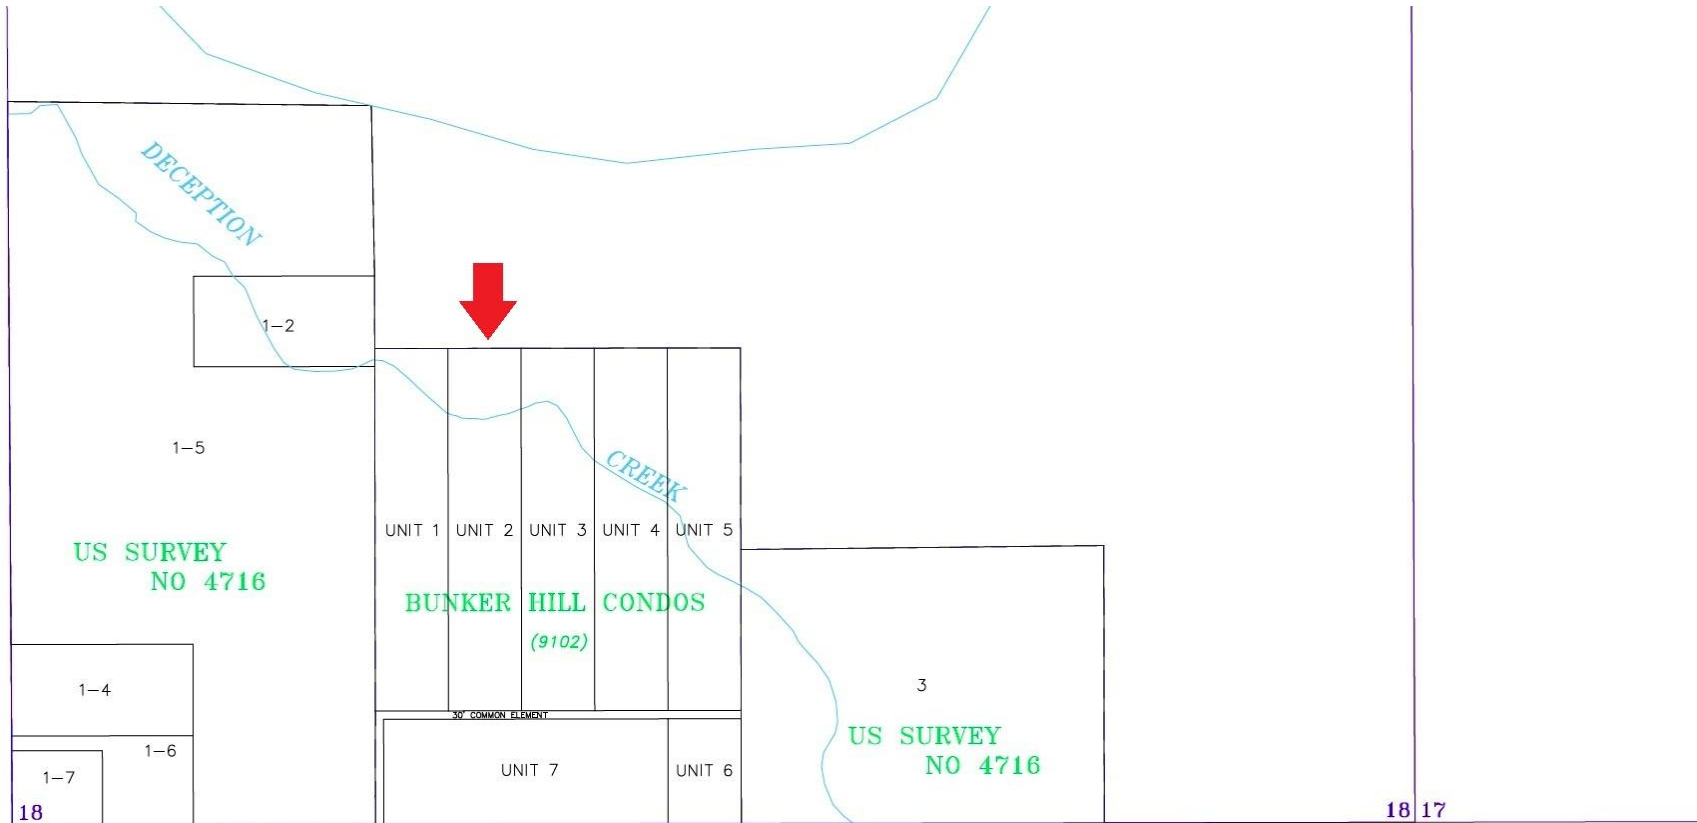 DECEPTION
1-2
1-5
CREEK
UNIT 1
UNIT 2
UNIT 3
UNIT 4
UNIT 5
US SURVEY
NO 4716
BUNKER HILL CONDOS
(9102)
1-4
3
30' COMMON ELEMENT
US SURVEY
NO 4716
1-6
1-7
UNIT 7
UNIT 6
18
18
17